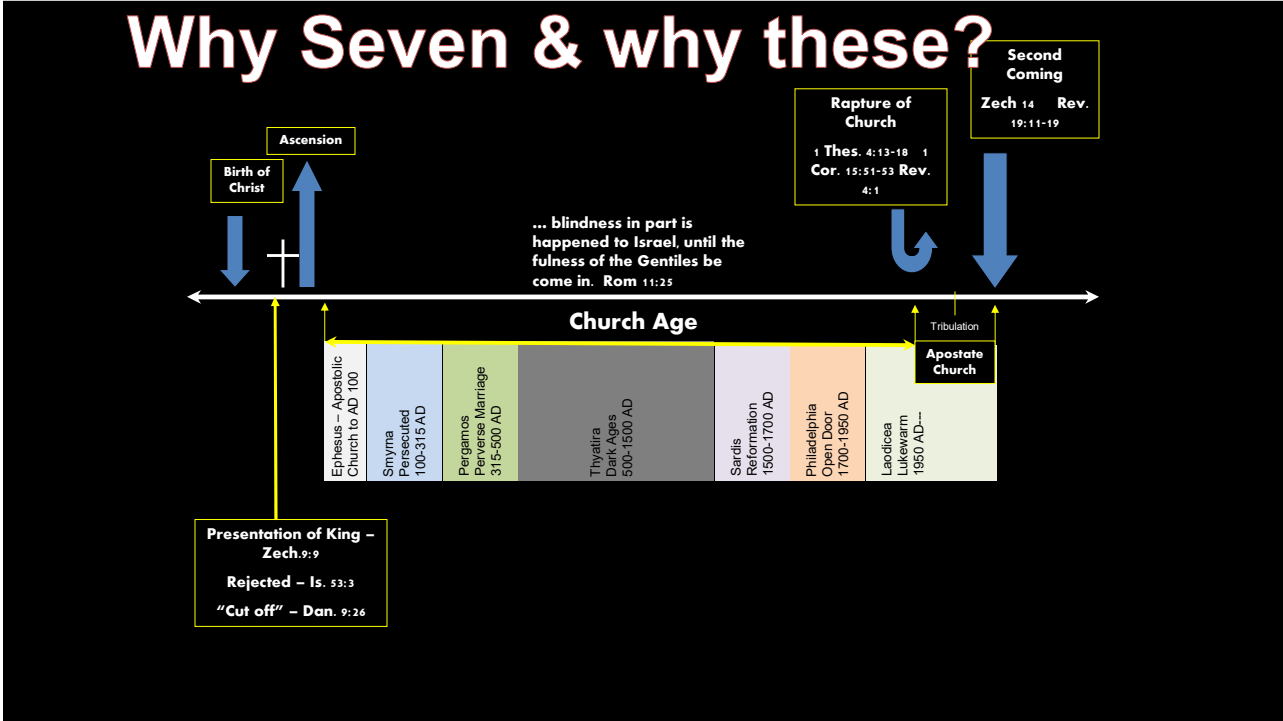 Why Seven & why these?
Second
Coming
Zech 14 Rev.
19:11-19
Rapture of
Church
1 Thes. 4:13-18 1
Cor. 15:51-53 Rev.
4:1
Ascension
Birth of
Christ
... blindness in part is
happened to Israel, until the
fulness of the Gentiles be
come in. Rom 11:25
Church Age
Tribulation
Apostate
Church
Ephesus – Apostolic
Church to AD 100
Smyrna
Persecuted
100-315 AD
Pergamos
Perverse Marriage
315-500 AD
Thyatira
Dark Ages
500-1500 AD
Sardis
Reformation
1500-1700 AD
Philadelphia
Open Door
1700-1950 AD
Laodicea
Lukewarm
1950 AD---
Presentation of King –
Zech.9:9
Rejected – Is. 53:3
“Cut off” – Dan. 9:26